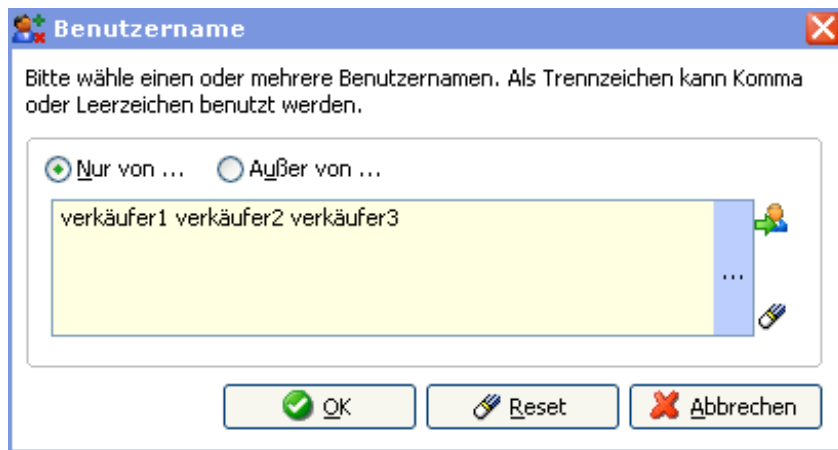 Benutzername
Bitte wähle einen oder mehrere Benutzernamen. Als Trennzeichen kann Komma
oder Leerzeichen benutzt werden.
Nur von ... Außer von ...
verkäufer1 verkäufer2 verkäufer3
...
OK Reset Abbrechen